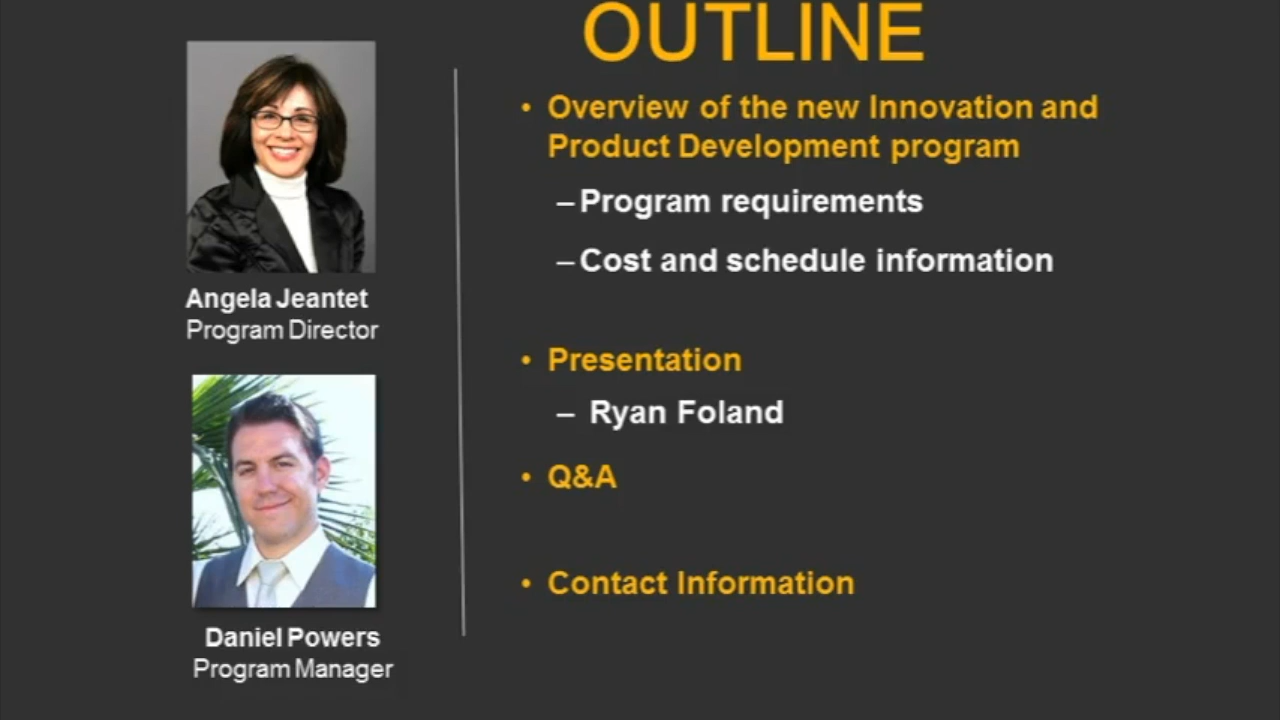 OUTLINE
• Overview of the new Innovation and
Product Development program
– Program requirements
– Cost and schedule information
• Presentation
– Ryan Foland
• Q&A
• Contact Information
Angela Jeantet
Program Director
Daniel Powers
Program Manager